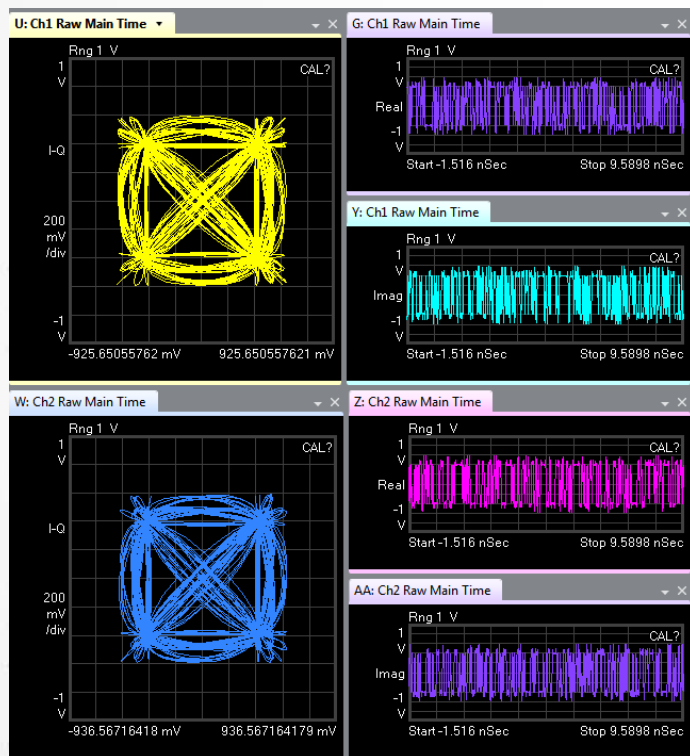 U: Ch1 Raw Main Time
Rng 1 V
CAL?
1
V
I-Q
200
mV
/div
-1
V
-925.65055762 mV 925.650557621 mV
G: Ch1 Raw Main Time
Rng 1 V
1
V
CAL?
Real
-1
V
Start-1.516 nSec Stop 9.5898 nSec
Y: Ch1 Raw Main Time
Rng 1 V
1
V
CAL?
Imag
-1
V
Start-1.516 nSec Stop 9.5898 nSec
W: Ch2 Raw Main Time
Rng 1 V
1
V
CAL?
I-Q
200
mV
/div
-1
V
-936.56716418 mV 936.567164179 mV
Z: Ch2 Raw Main Time
Rng 1 V
1
V
CAL?
Real
-1
V
Start-1.516 nSec Stop 9.5898 nSec
AA: Ch2 Raw Main Time
Rng 1 V
1
V
CAL?
Imag
-1
V
Start-1.516 nSec Stop 9.5898 nSec